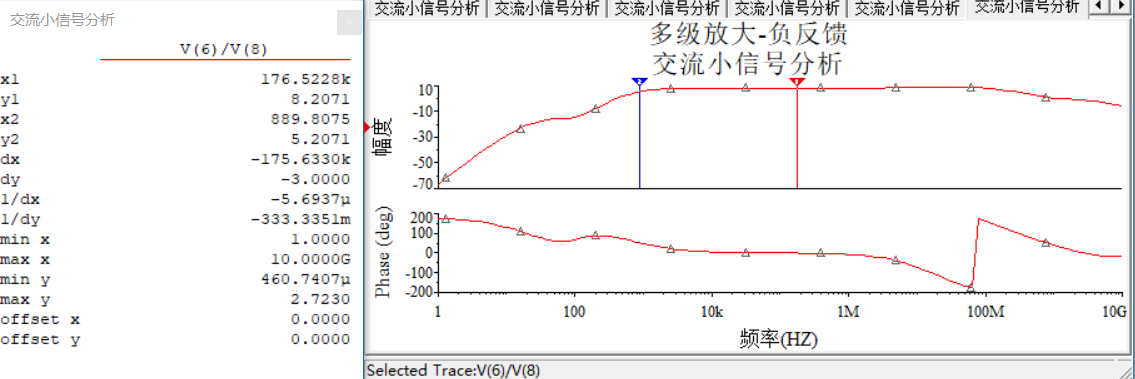 交流小信号分析
V(6)/V(8)
x1 176.5228k
y1 8.2071
x2 889.8075
y2 5.2071
dx -175.6330k
dy -3.0000
1/dx -5.6937µ
1/dy -333.3351m
min x 1.0000
max x 10.0000G
min y 460.7407µ
max y 2.7230
offset x 0.0000
offset y 0.0000
交流小信号分析 交流小信号分析 交流小信号分析 交流小信号分析 交流小信号分析 交流小信号分析
多级放大-负反馈
交流小信号分析
2 1
幅度
10
-10
-30
-50
-70
Phase (deg)
200
100
0
-100
-200
1 100 10k 1M 100M 10G
频率(HZ)
Selected Trace:V(6)/V(8)